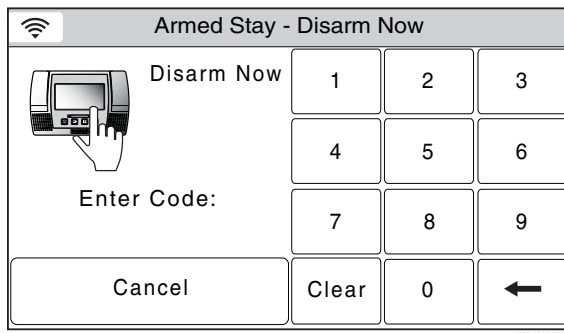 Armed Stay - Disarm Now
Disarm Now
1 2 3
4 5 6
Enter Code:
7 8 9
Cancel
Clear 0